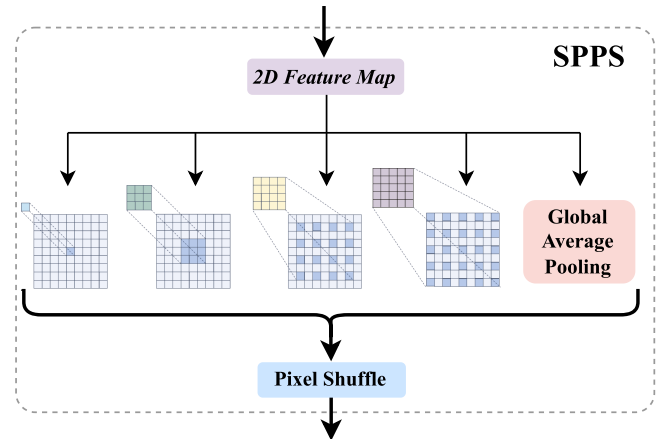 SPPS
2D Feature Map
Global
Average
Pooling
Pixel Shuffle